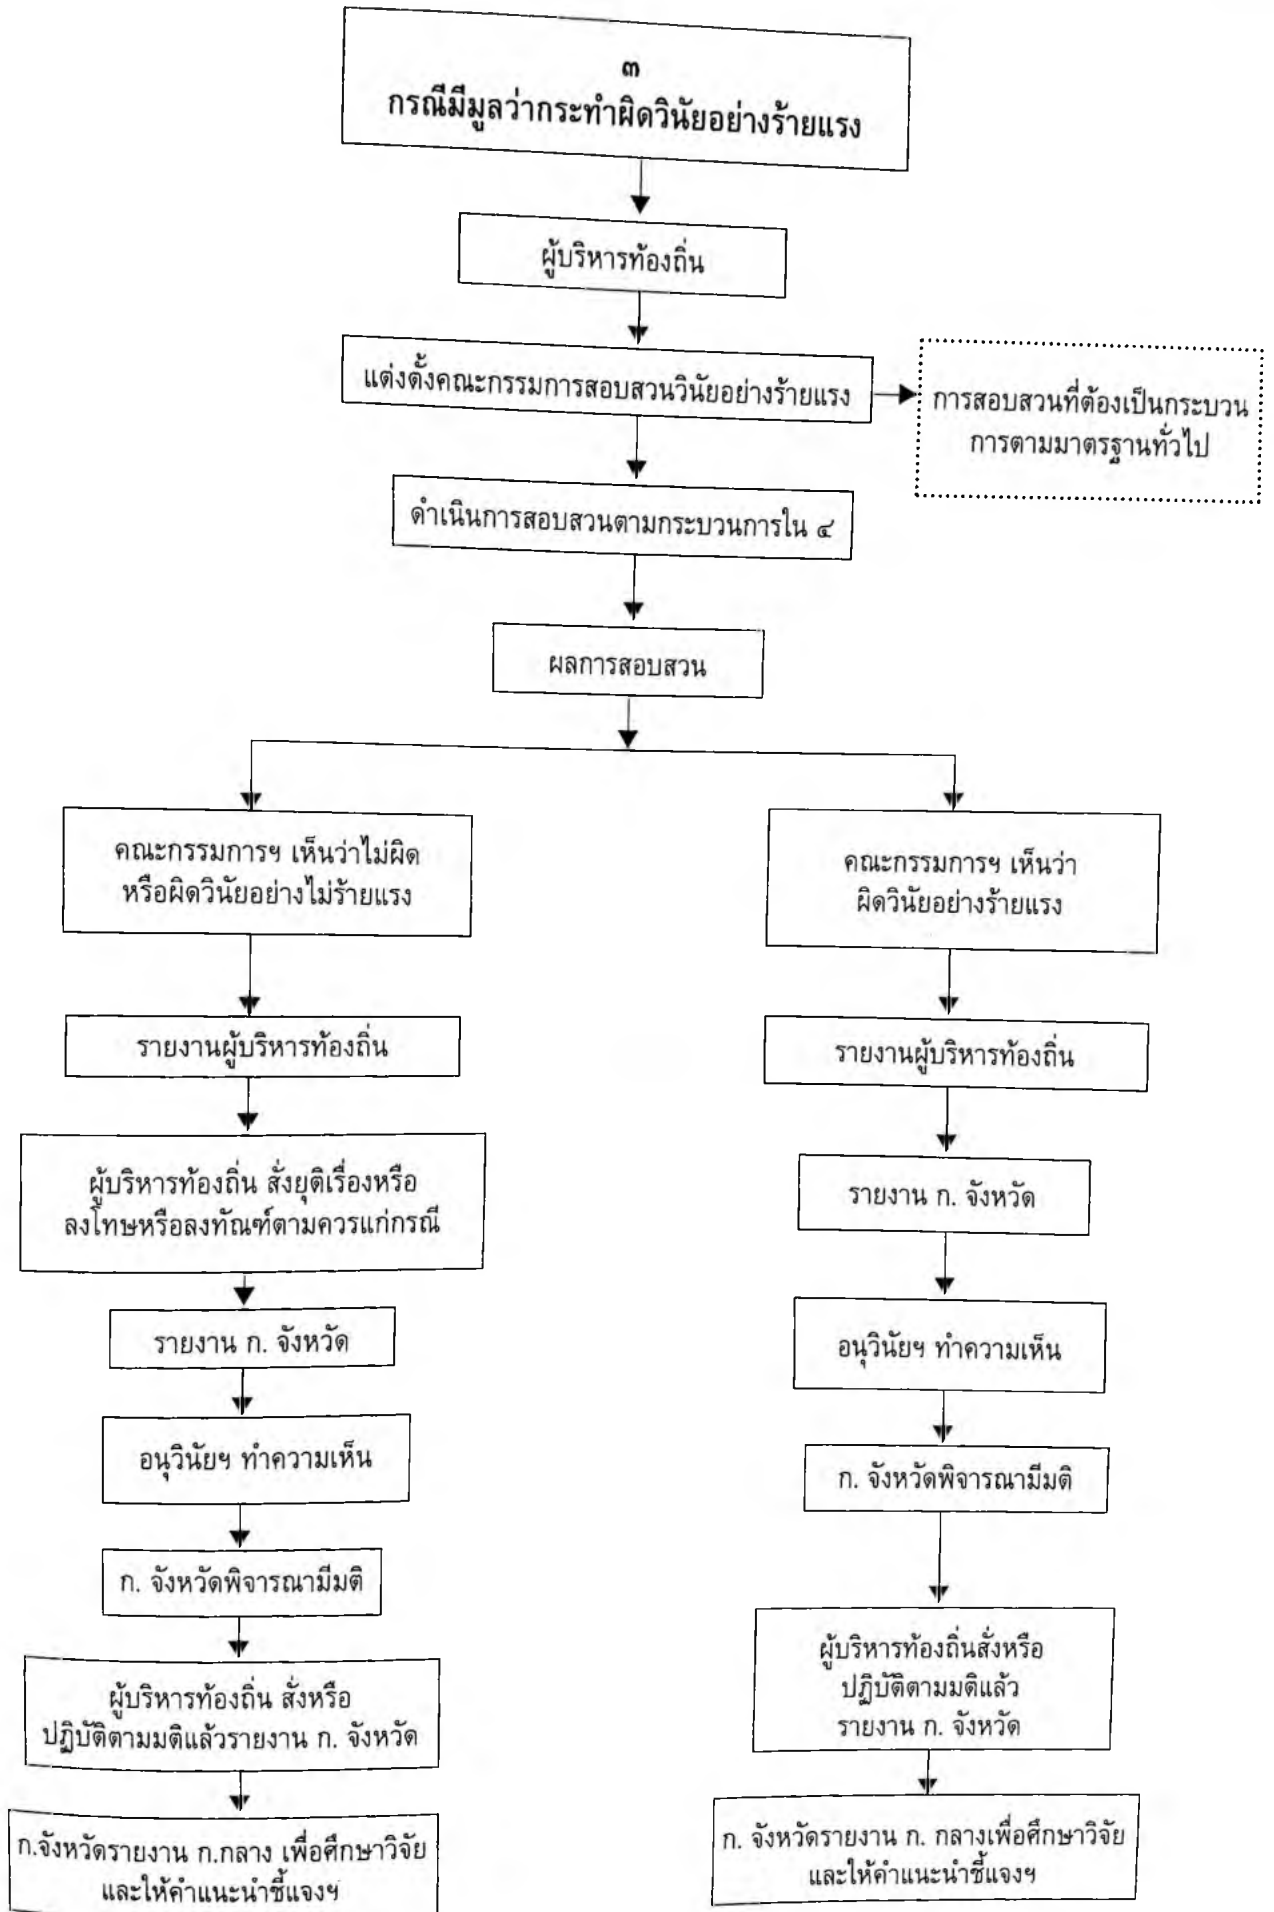 ๓
กรณีมีมูลว่ากระทำผิดวินัยอย่างร้ายแรง
ผู้บริหารท้องถิ่น
แต่งตั้งคณะกรรมการสอบสวนวินัยอย่างร้ายแรง
การสอบสวนที่ต้องเป็นกระบวน
การตามมาตรฐานทั่วไป
ดำเนินการสอบสวนตามกระบวนการใน ๔
ผลการสอบสวน
คณะกรรมการฯ เห็นว่าไม่ผิด
หรือผิดวินัยอย่างไม่ร้ายแรง
รายงานผู้บริหารท้องถิ่น
ผู้บริหารท้องถิ่น สั่งยุติเรื่องหรือ
ลงโทษหรือลงทัณฑ์ตามควรแก่กรณี
รายงาน ก. จังหวัด
อนุวินัยฯ ทำความเห็น
ก. จังหวัดพิจารณามีมติ
ผู้บริหารท้องถิ่น สั่งหรือ
ปฏิบัติตามมติแล้วรายงาน ก. จังหวัด
ก.จังหวัดรายงาน ก.กลาง เพื่อศึกษาวิจัย
และให้คำแนะนำชี้แจงฯ
คณะกรรมการฯ เห็นว่า
ผิดวินัยอย่างร้ายแรง
รายงานผู้บริหารท้องถิ่น
รายงาน ก. จังหวัด
อนุวินัยฯ ทำความเห็น
ก. จังหวัดพิจารณามีมติ
ผู้บริหารท้องถิ่นสั่งหรือ
ปฏิบัติตามมติแล้ว
รายงาน ก. จังหวัด
ก. จังหวัดรายงาน ก. กลางเพื่อศึกษาวิจัย
และให้คำแนะนำชี้แจงฯ